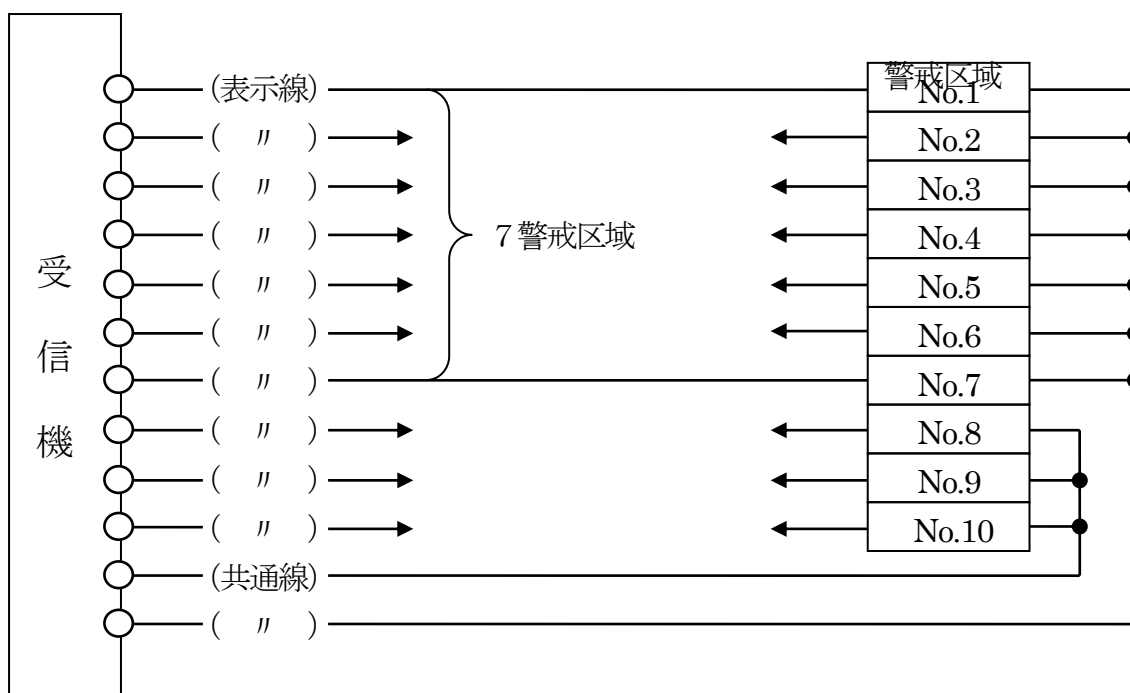 警戒区域
(表示線) No.1
( 〃 ) No.2
( 〃 ) No.3
( 〃 ) 7警戒区域 No.4
( 〃 ) No.5
( 〃 ) No.6
( 〃 ) No.7
( 〃 ) No.8
( 〃 ) No.9
( 〃 ) No.10
(共通線)
( 〃 )
受
信
機